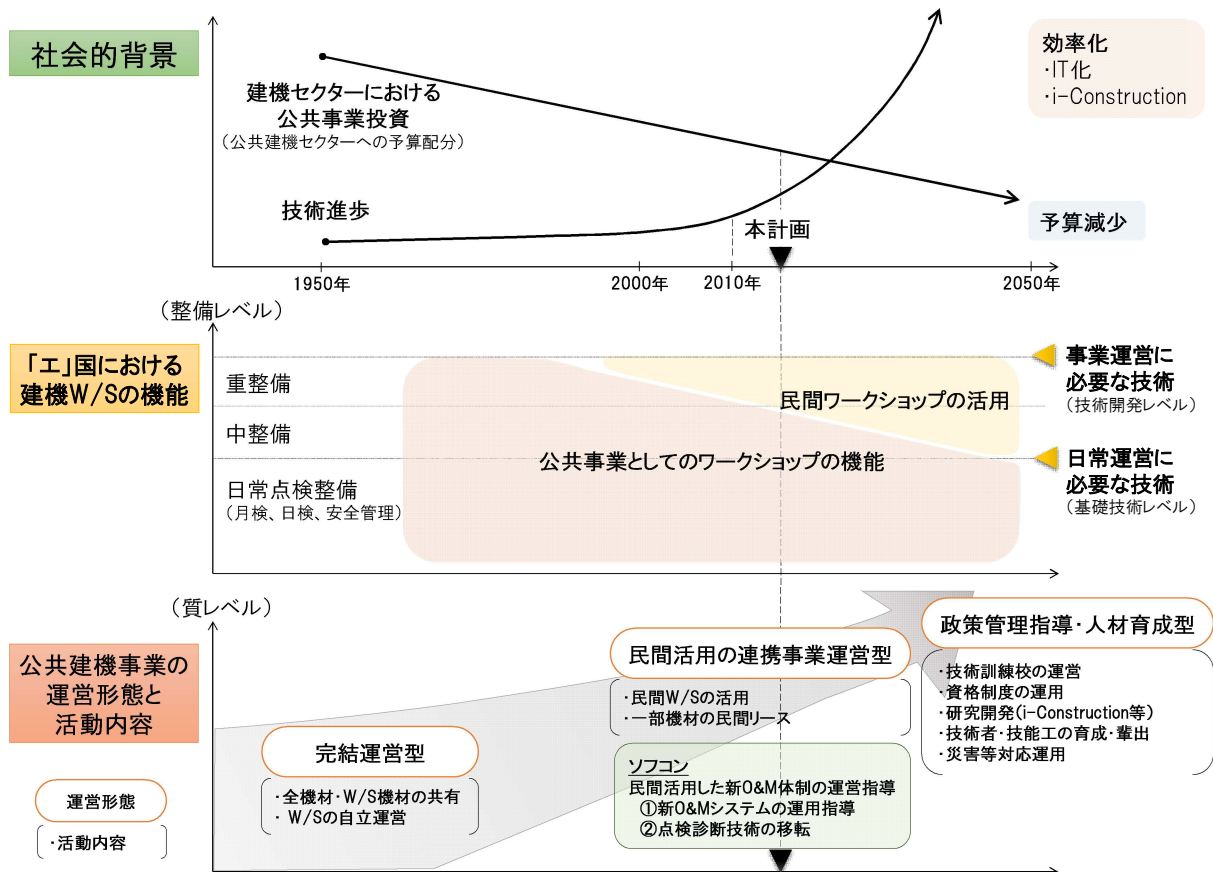 社会的背景
建機セクターにおける
公共事業投資
（公共建機セクターへの予算配分）
技術進歩
本計画
効率化
・IT化
・i-Construction
予算減少
1950年
2000年
2010年
2050年
（整備レベル）
「エ」国における
建機W/Sの機能
重整備
中整備
日常点検整備
（月検、日検、安全管理）
民間ワークショップの活用
公共事業としてのワークショップの機能
事業運営に
必要な技術
（技術開発レベル）
日常運営に
必要な技術
（基礎技術レベル）
（質レベル）
公共建機事業の
運営形態と
活動内容
運営形態
・活動内容
完結運営型
・全機材・W/S機材の共有
・W/Sの自立運営
民間活用の連携事業運営型
・民間W/Sの活用
・一部機材の民間リース
ソフコン
民間活用した新O&M体制の運営指導
①新O&Mシステムの運用指導
②点検診断技術の移転
政策管理指導・人材育成型
・技術訓練校の運営
・資格制度の運用
・研究開発(i-Construction等)
・技術者・技能工の育成・輩出
・災害等対応運用